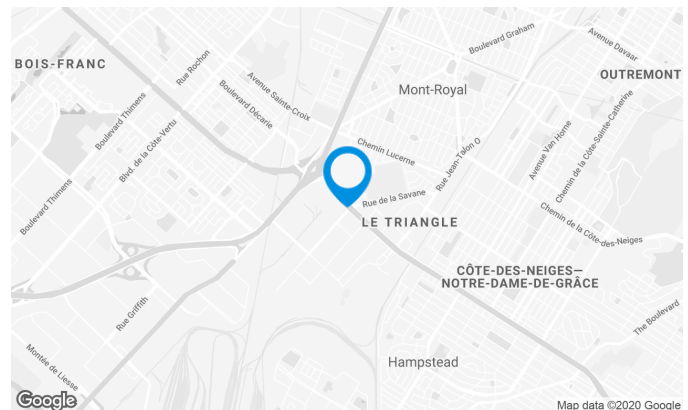 Boulevard Graham
Avenue Davaar
BOIS-FRANC
Rue Rochon
OUTREMONT
Avenue Sainte-Croix
Mont-Royal
Boulevard Décarie
Boulevard Thimens
Blvd. de la Côte-Vertu
Chemin Lucerne
Rue Jean-Talon O
Avenue Van Horne
Chemin de la Côte-Sainte-Catherine
Boulevard Thimens
Rue de la Savane
LE TRIANGLE
Chemin de la Côte-des-Neiges
CÔTE-DES-NEIGES—
NOTRE-DAME-DE-GRÂCE
Rue Griffith
The Boulevard
Montée de Liesse
Hampstead
Google
Map data ©2020 Google